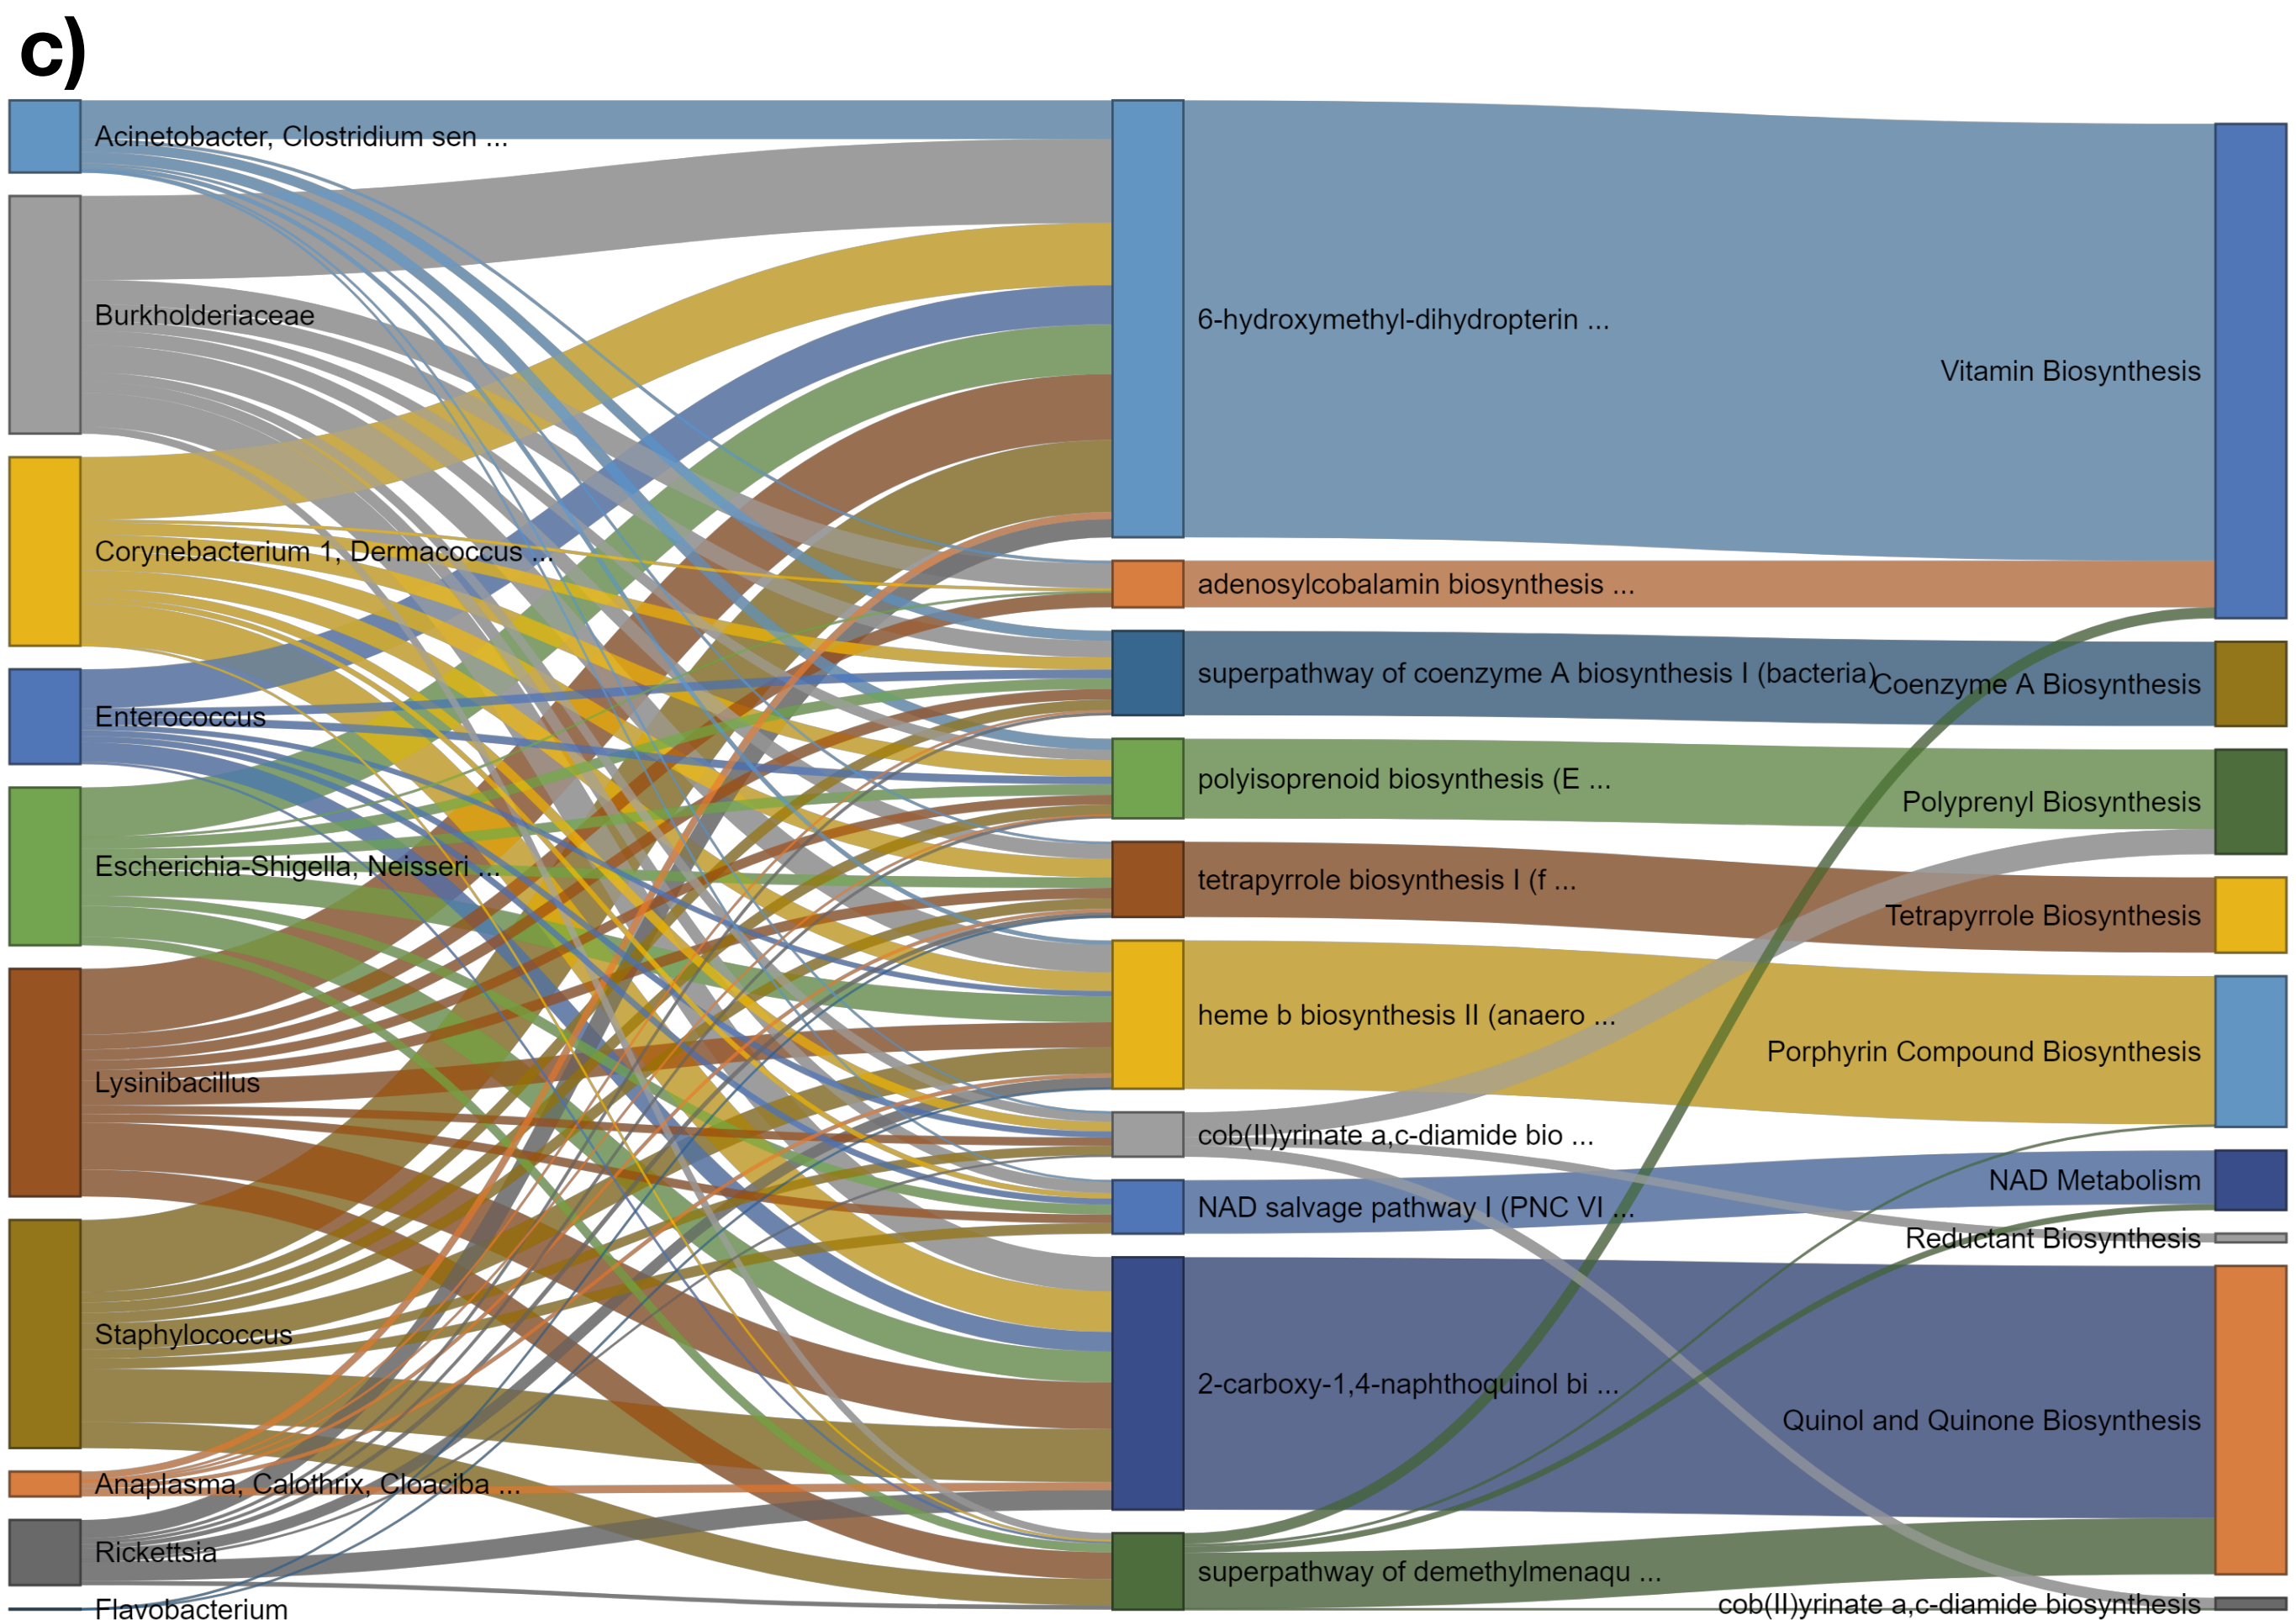 c)
Acinetobacter, Clostridium sen ...
Burkholderiaceae
Corynebacterium 1, Dermacoccus ...
Enterococcus
Escherichia-Shigella, Neisseri ...
Lysinibacillus
Staphylococcus
Anaplasma, Calothrix, Cloaciba ...
Rickettsia
Flavobacterium
6-hydroxymethyl-dihydropterin ...
adenosylcobalamin biosynthesis ...
superpathway of coenzyme A biosynthesis I (bacteria)
polyisoprenoid biosynthesis (E ...
tetrapyrrole biosynthesis I (f ...
heme b biosynthesis II (anaero ...
cob(II)yrinate a,c-diamide bio ...
NAD salvage pathway I (PNC VI ...
2-carboxy-1,4-naphthoquinol bi ...
superpathway of demethylmenaqu ...
Vitamin Biosynthesis
Coenzyme A Biosynthesis
Polyprenyl Biosynthesis
Tetrapyrrole Biosynthesis
Porphyrin Compound Biosynthesis
NAD Metabolism
Reductant Biosynthesis
Quinol and Quinone Biosynthesis
cob(II)yrinate a,c-diamide biosynthesis